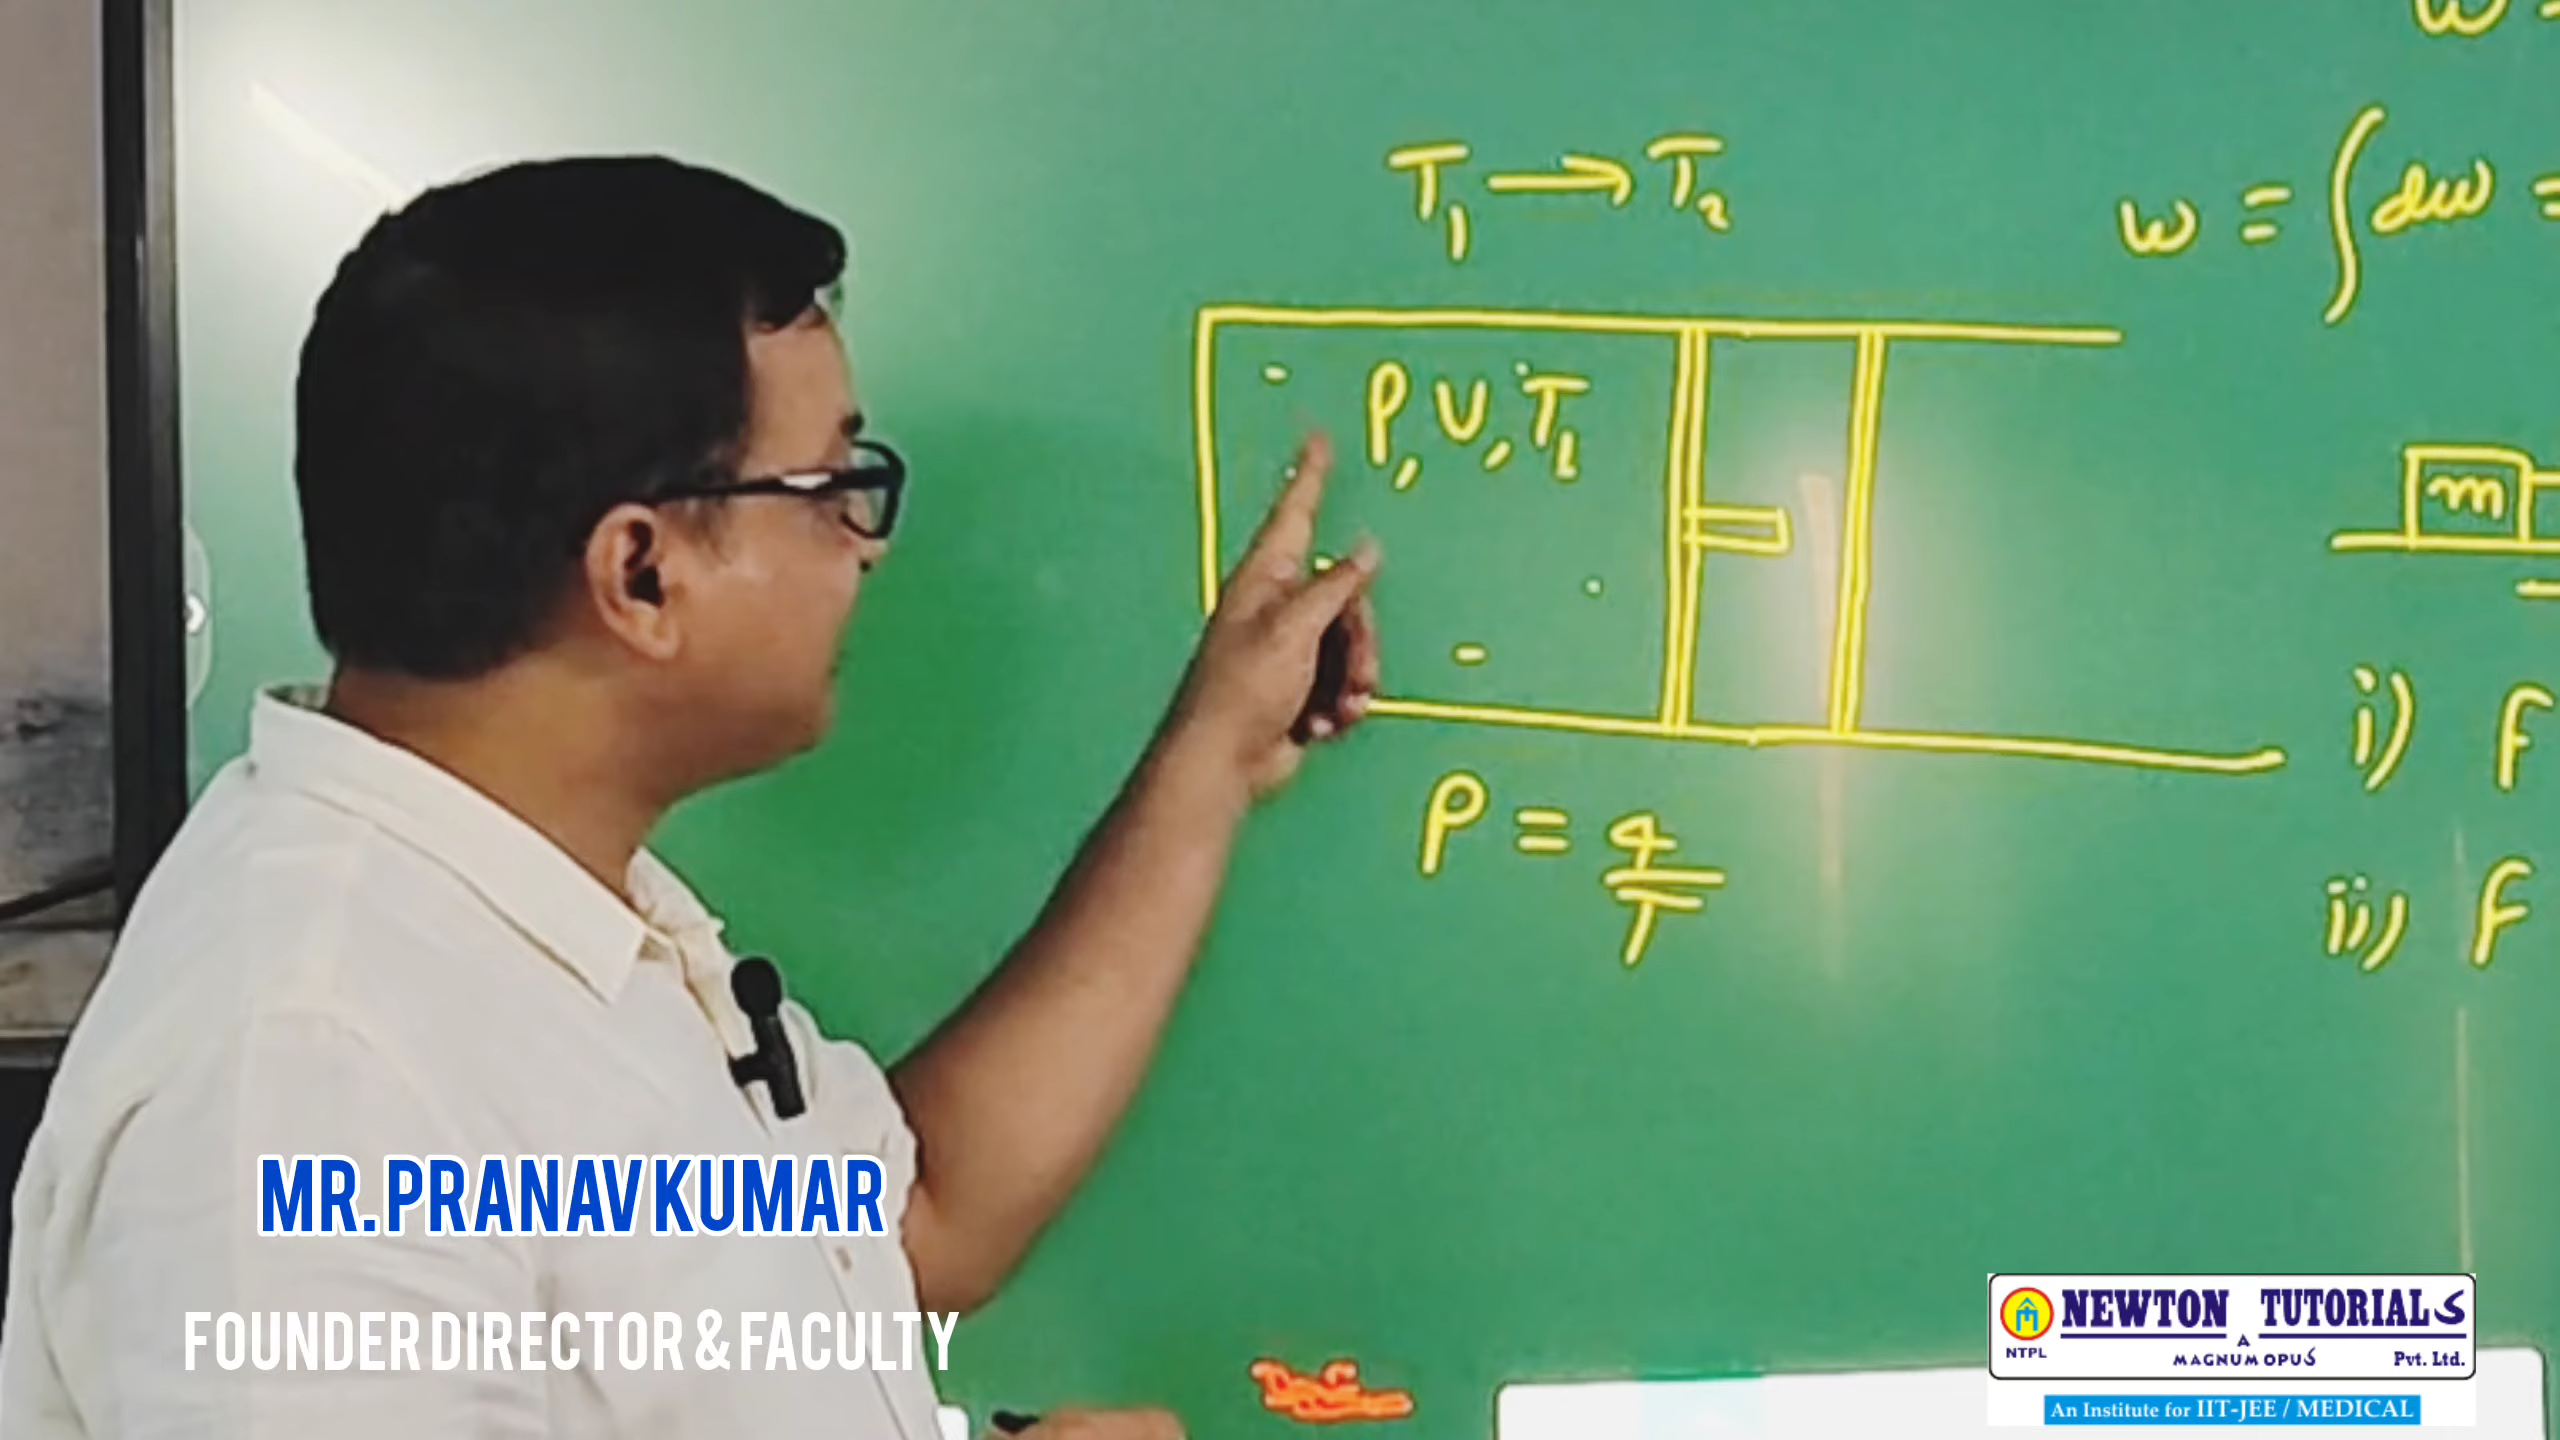 W
T₁ → T₂
W = ∫ dw =
P, V, T₁
m
P = a/T
i) F
ii) F
MR. PRANAV KUMAR
FOUNDER DIRECTOR & FACULTY
NEWTON TUTORIALS
A
MAGNUM OPUS
Pvt. Ltd.
NTPL
An Institute for IIT-JEE / MEDICAL